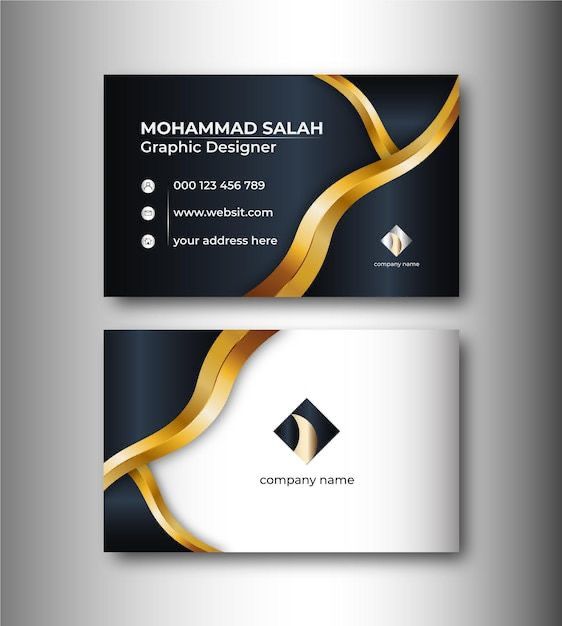 MOHAMMAD SALAH
Graphic Designer
000 123 456 789
www.websit.com
your address here
company name
company name